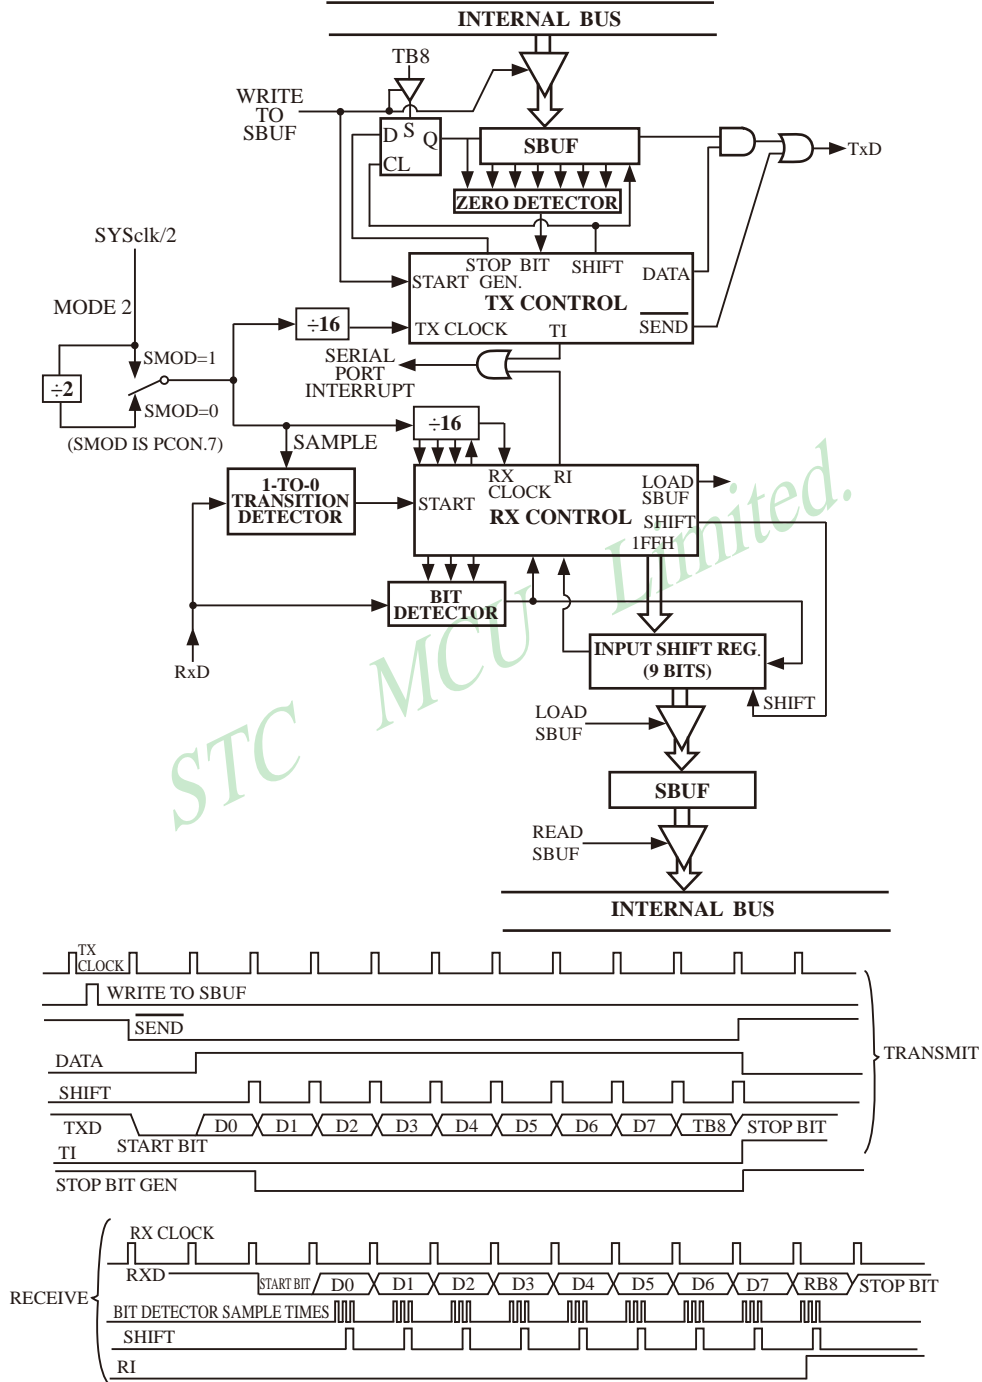 INTERNAL BUS
TB8
WRITE
TO
SBUF
D
S
Q
CL
SBUF
TxD
ZERO DETECTOR
SYSclk/2
STOP BIT
SHIFT
START
GEN.
DATA
TX CONTROL
MODE 2
÷16
TX CLOCK
TI
SEND
SERIAL
PORT
INTERRUPT
SMOD=1
÷2
SMOD=0
(SMOD IS PCON.7)
SAMPLE
÷16
1-TO-0
TRANSITION
DETECTOR
START
RX
CLOCK
RI
LOAD
SBUF
RX CONTROL
SHIFT
1FFH
BIT
DETECTOR
RxD
INPUT SHIFT REG.
(9 BITS)
SHIFT
LOAD
SBUF
SBUF
READ
SBUF
INTERNAL BUS
STC MCU Limited.
TX
CLOCK
WRITE TO SBUF
SEND
DATA
TRANSMIT
SHIFT
TXD
START BIT
D0 D1 D2 D3 D4 D5 D6 D7 TB8
STOP BIT
TI
STOP BIT GEN
RX CLOCK
RXD
START BIT
D0 D1 D2 D3 D4 D5 D6 D7 RB8
STOP BIT
RECEIVE
BIT DETECTOR SAMPLE TIMES
SHIFT
RI